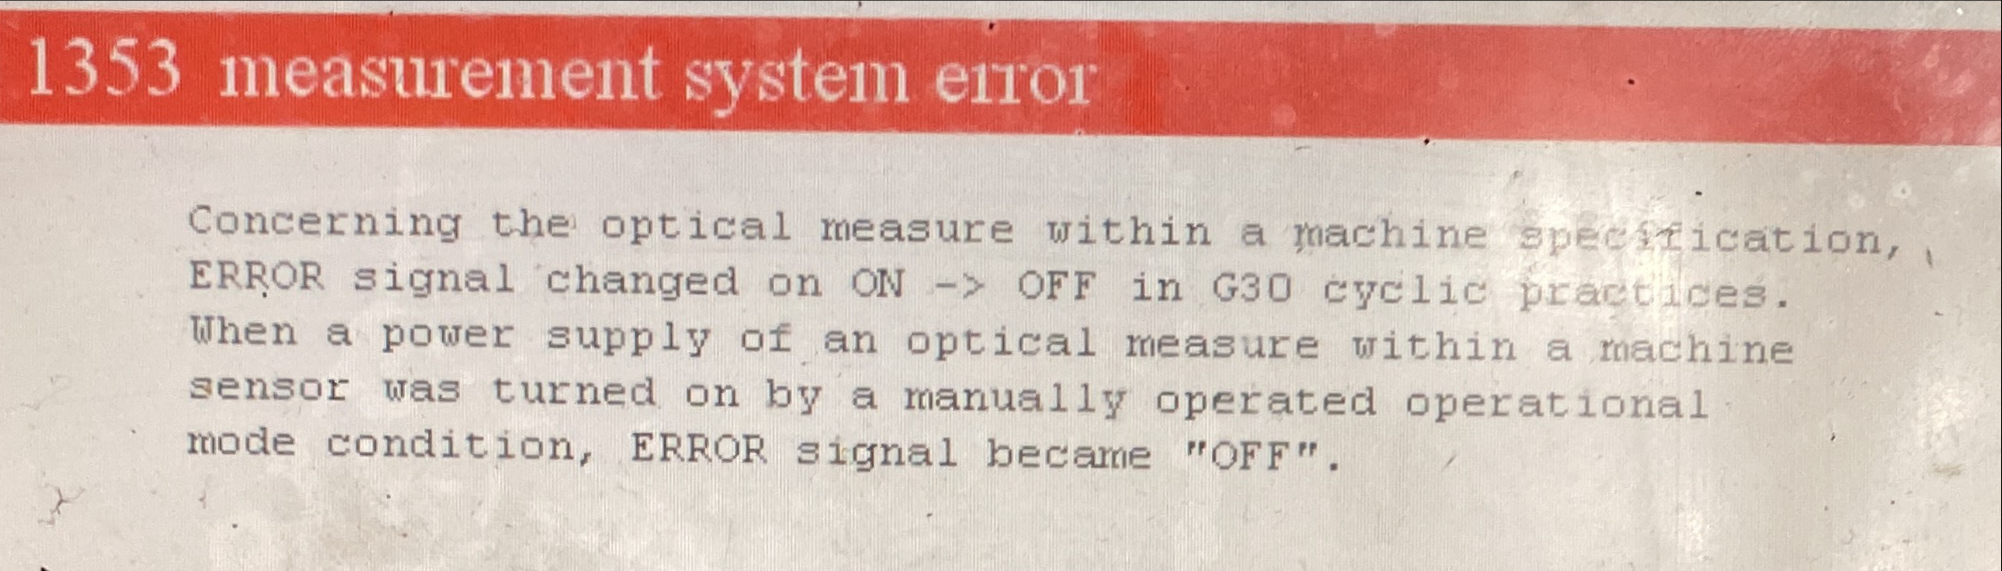 1353 measurement system error
Concerning the optical measure within a machine specification,
ERROR signal changed on ON -> OFF in G30 cyclic practices.
When a power supply of an optical measure within a machine
sensor was turned on by a manually operated operational
mode condition, ERROR signal became "OFF".